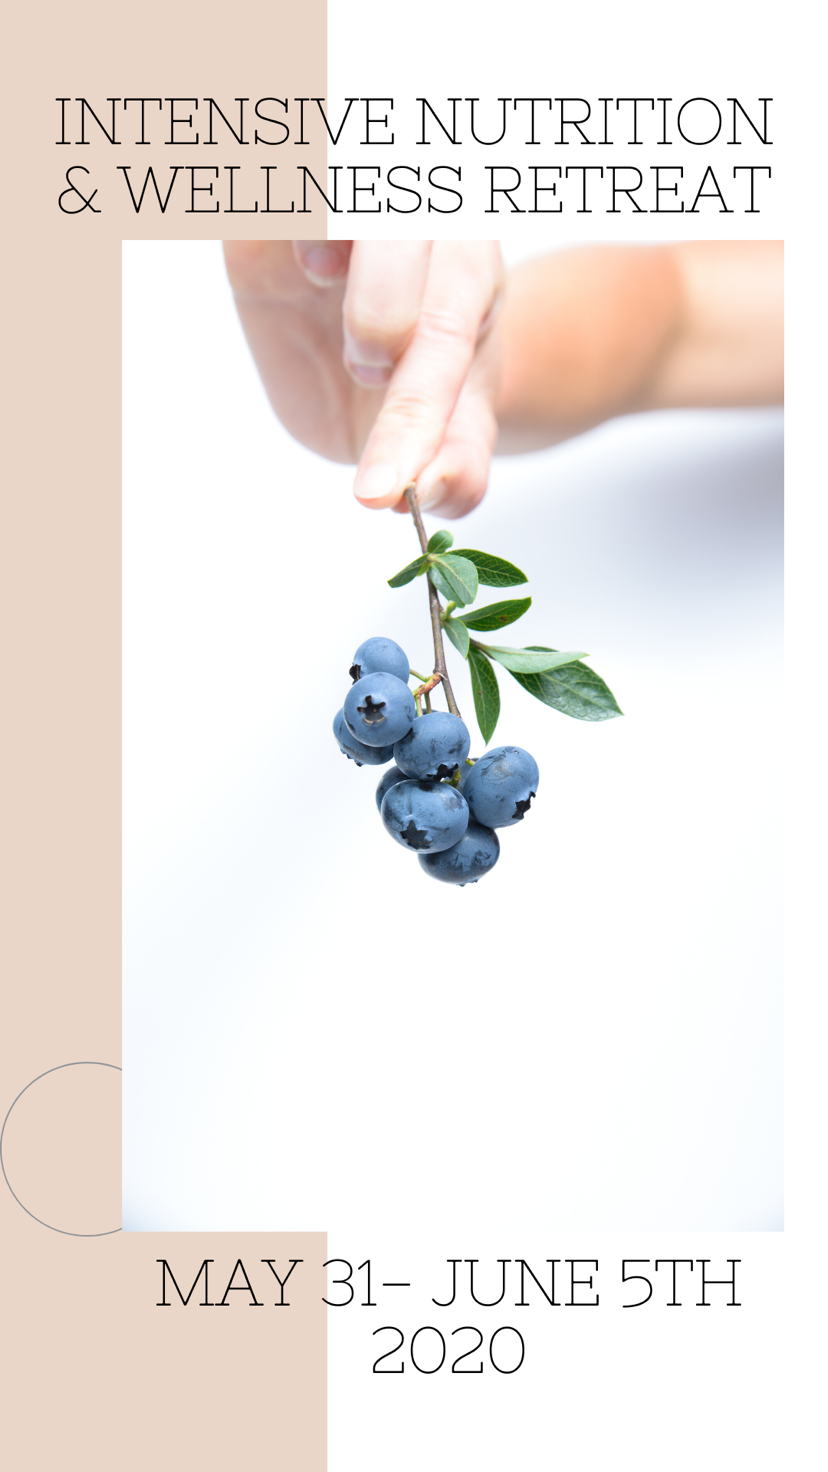 INTENSIVE NUTRITION
& WELLNESS RETREAT
MAY 31– JUNE 5TH
2020